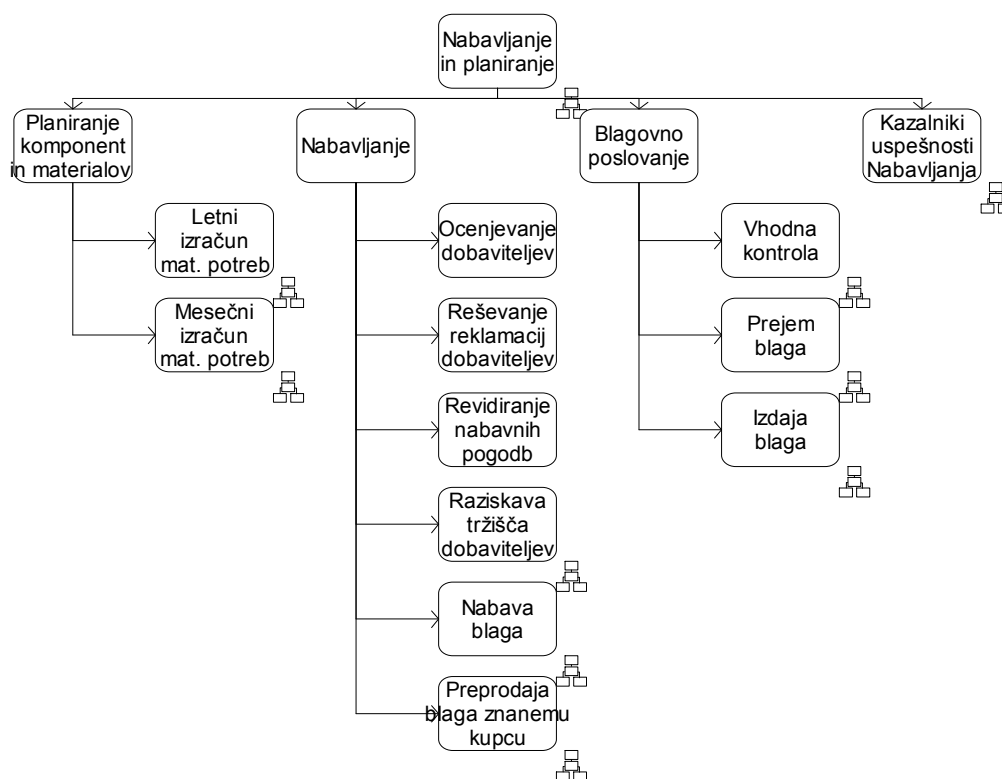 Nabavljanje
in planiranje
Planiranje
komponent
in materialov
Nabavljanje
Blagovno
poslovanje
Kazalniki
uspešnosti
Nabavljanja
Letni
izračun
mat. potreb
Mesečni
izračun
mat. potreb
Ocenjevanje
dobaviteljev
Reševanje
reklamacij
dobaviteljev
Revidiranje
nabavnih
pogodb
Raziskava
tržišča
dobaviteljev
Nabava
blaga
Preprodaja
blaga znanemu
kupcu
Vhodna
kontrola
Prejem
blaga
Izdaja
blaga